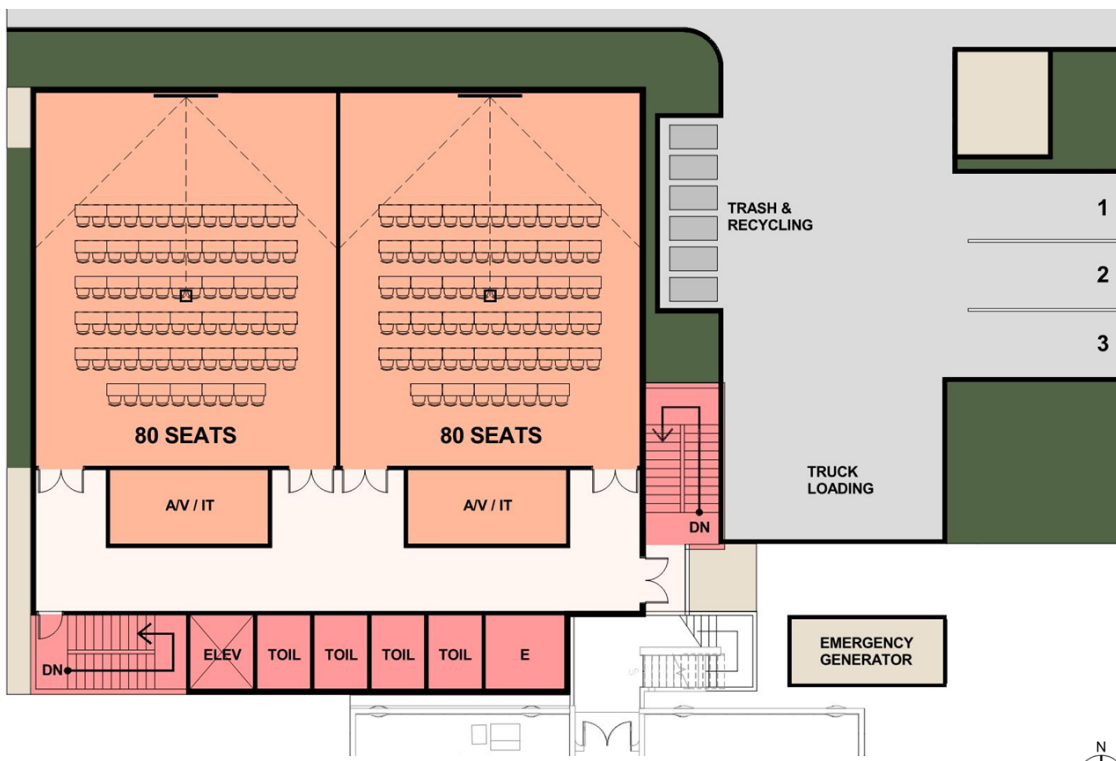 TRASH &
RECYCLING
1
2
3
80 SEATS
80 SEATS
TRUCK
LOADING
A/V / IT
A/V / IT
DN
DN
ELEV
TOIL
TOIL
TOIL
TOIL
E
EMERGENCY
GENERATOR
N